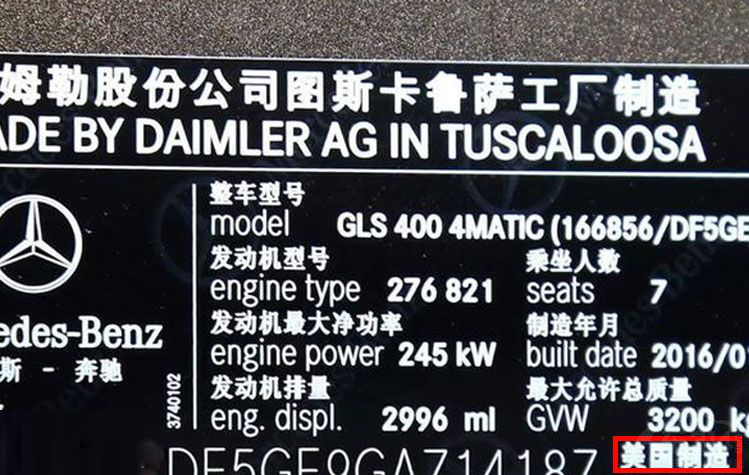 姆勒股份公司图斯卡鲁萨工厂制造
ADE BY DAIMLER AG IN TUSCALOOSA
整车型号
model GLS 400 4MATIC (166856/DF5GE
发动机型号 乘坐人数
engine type 276 821 seats 7
发动机最大净功率 制造年月
engine power 245 kW built date 2016/01
发动机排量 最大允许总质量
eng. displ. 2996 ml GVW 3200 kg
edes-Benz
斯 - 奔驰
3740102
DF5GE9GAZ14187
美国制造